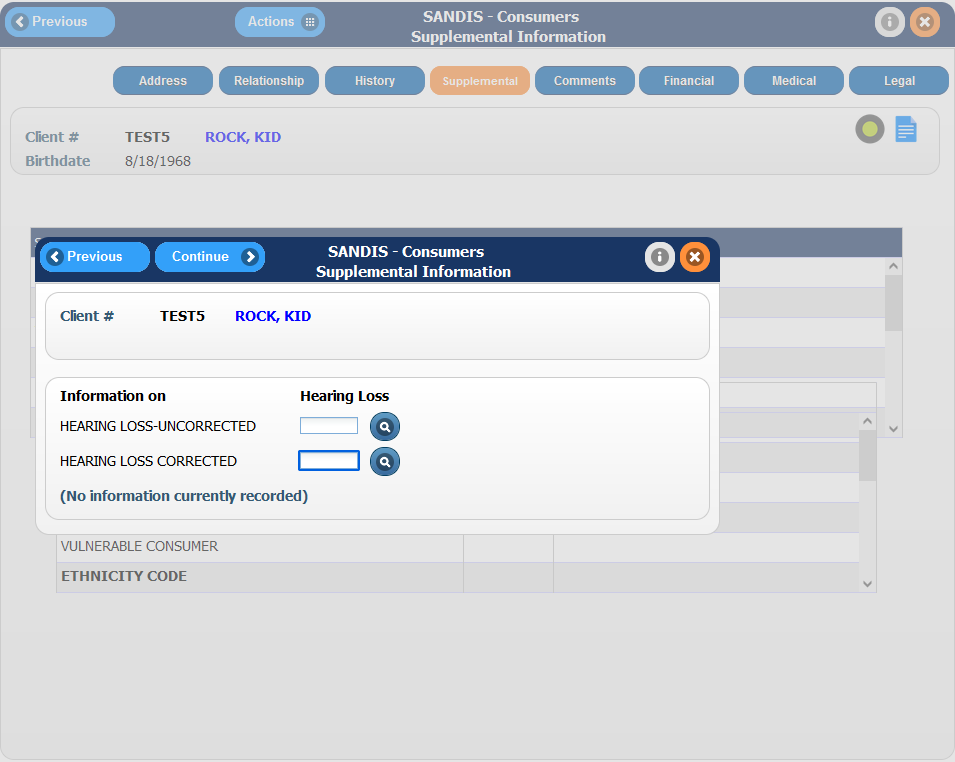 Previous
Actions
SANDIS - Consumers
Supplemental Information
Address
Relationship
History
Supplemental
Comments
Financial
Medical
Legal
Client # TEST5 ROCK, KID
Birthdate 8/18/1968
Previous
Continue
SANDIS - Consumers
Supplemental Information
Client # TEST5 ROCK, KID
Information on Hearing Loss
HEARING LOSS-UNCORRECTED
HEARING LOSS CORRECTED
(No information currently recorded)
VULNERABLE CONSUMER
ETHNICITY CODE